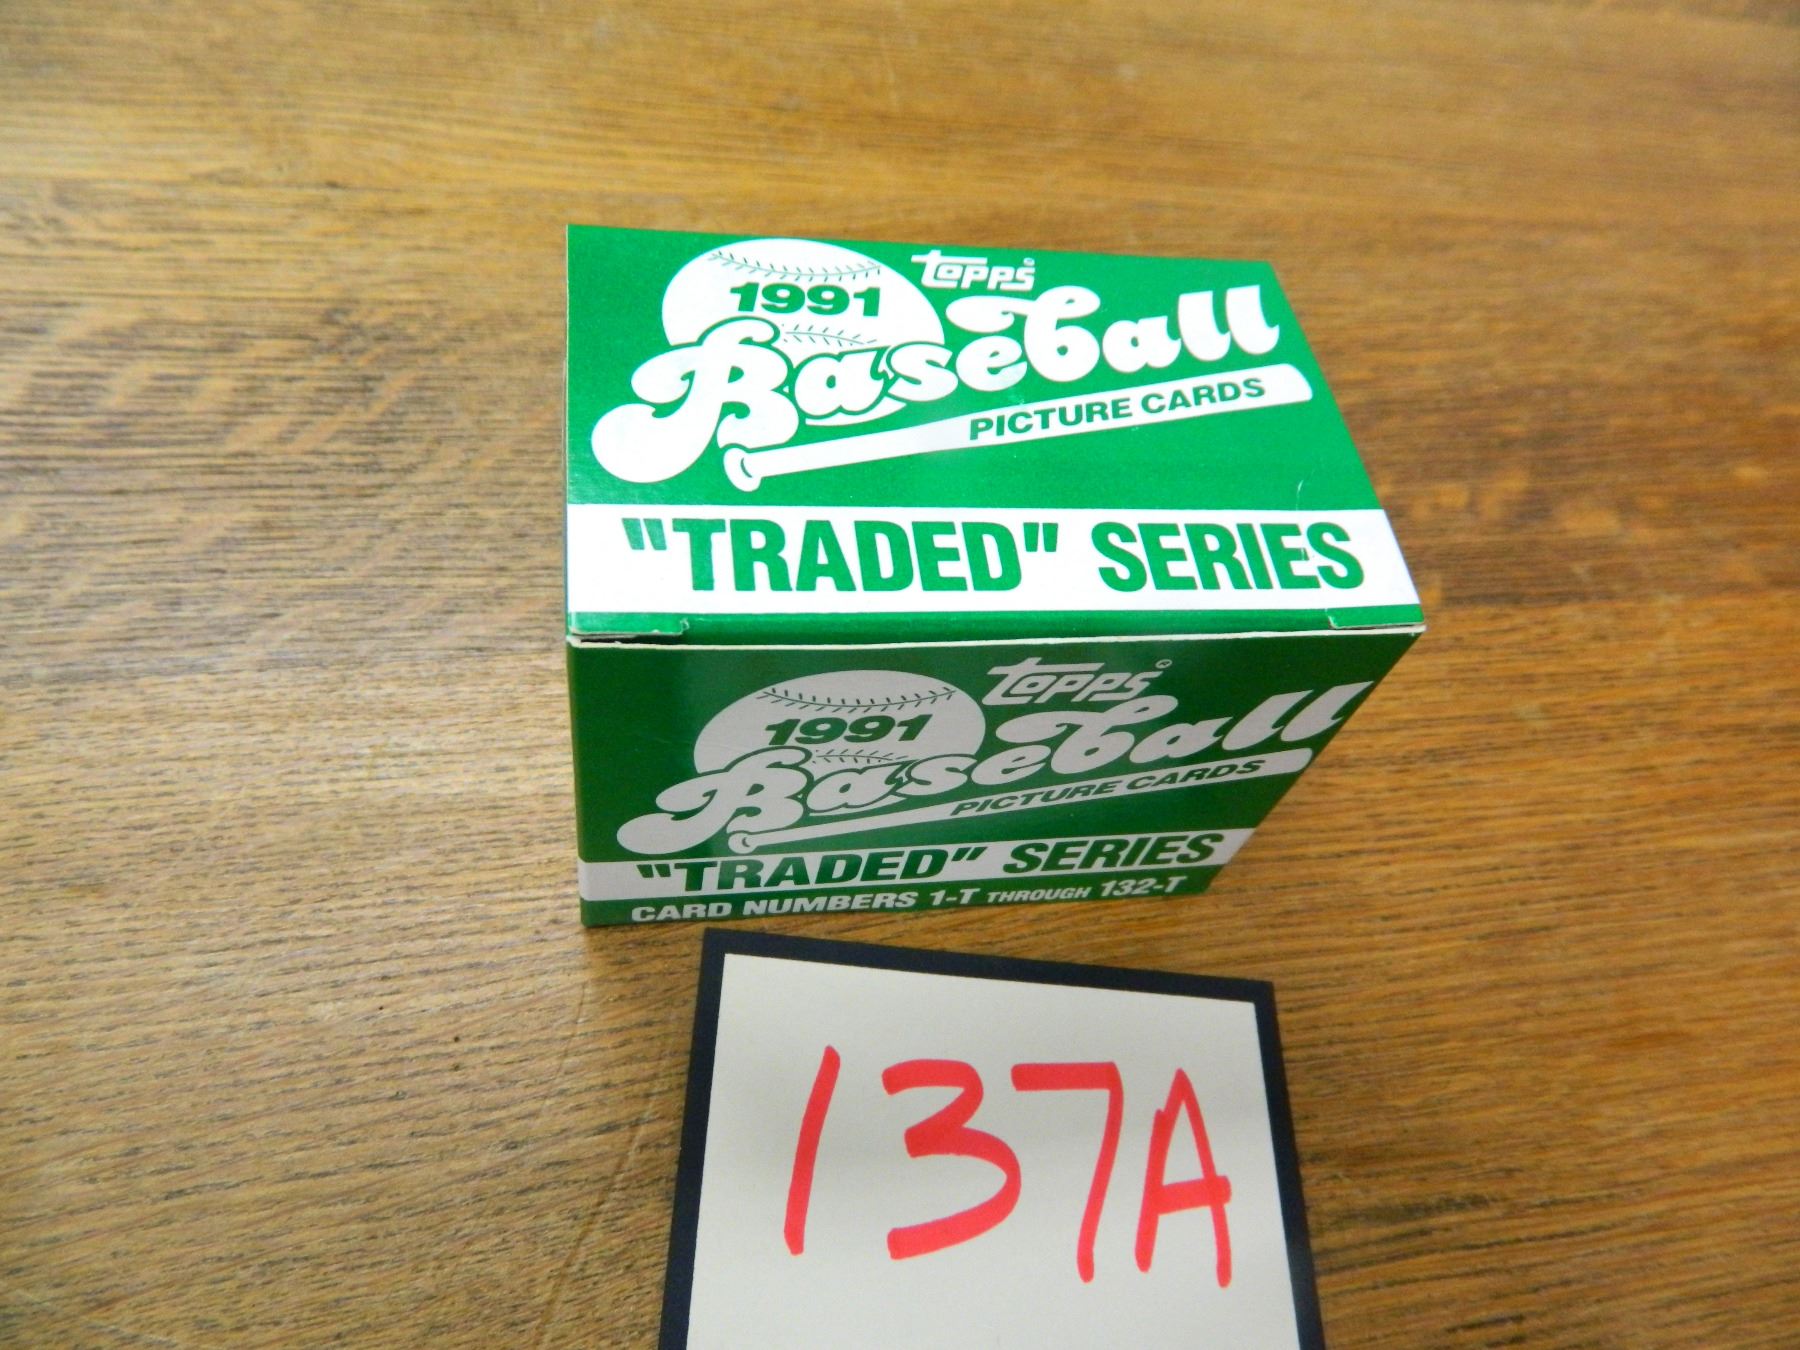 topps
1991
Baseball
PICTURE CARDS
"TRADED" SERIES
topps®
1991
Baseball
PICTURE CARDS
"TRADED" SERIES
CARD NUMBERS 1-T THROUGH 132-T
137A